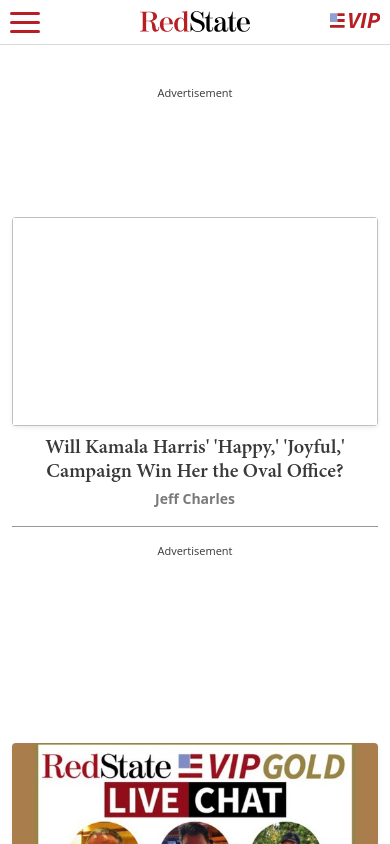 RedState
VIP
Advertisement
Will Kamala Harris' 'Happy,' 'Joyful,'
Campaign Win Her the Oval Office?
Jeff Charles
Advertisement
RedState VIP GOLD
LIVE CHAT